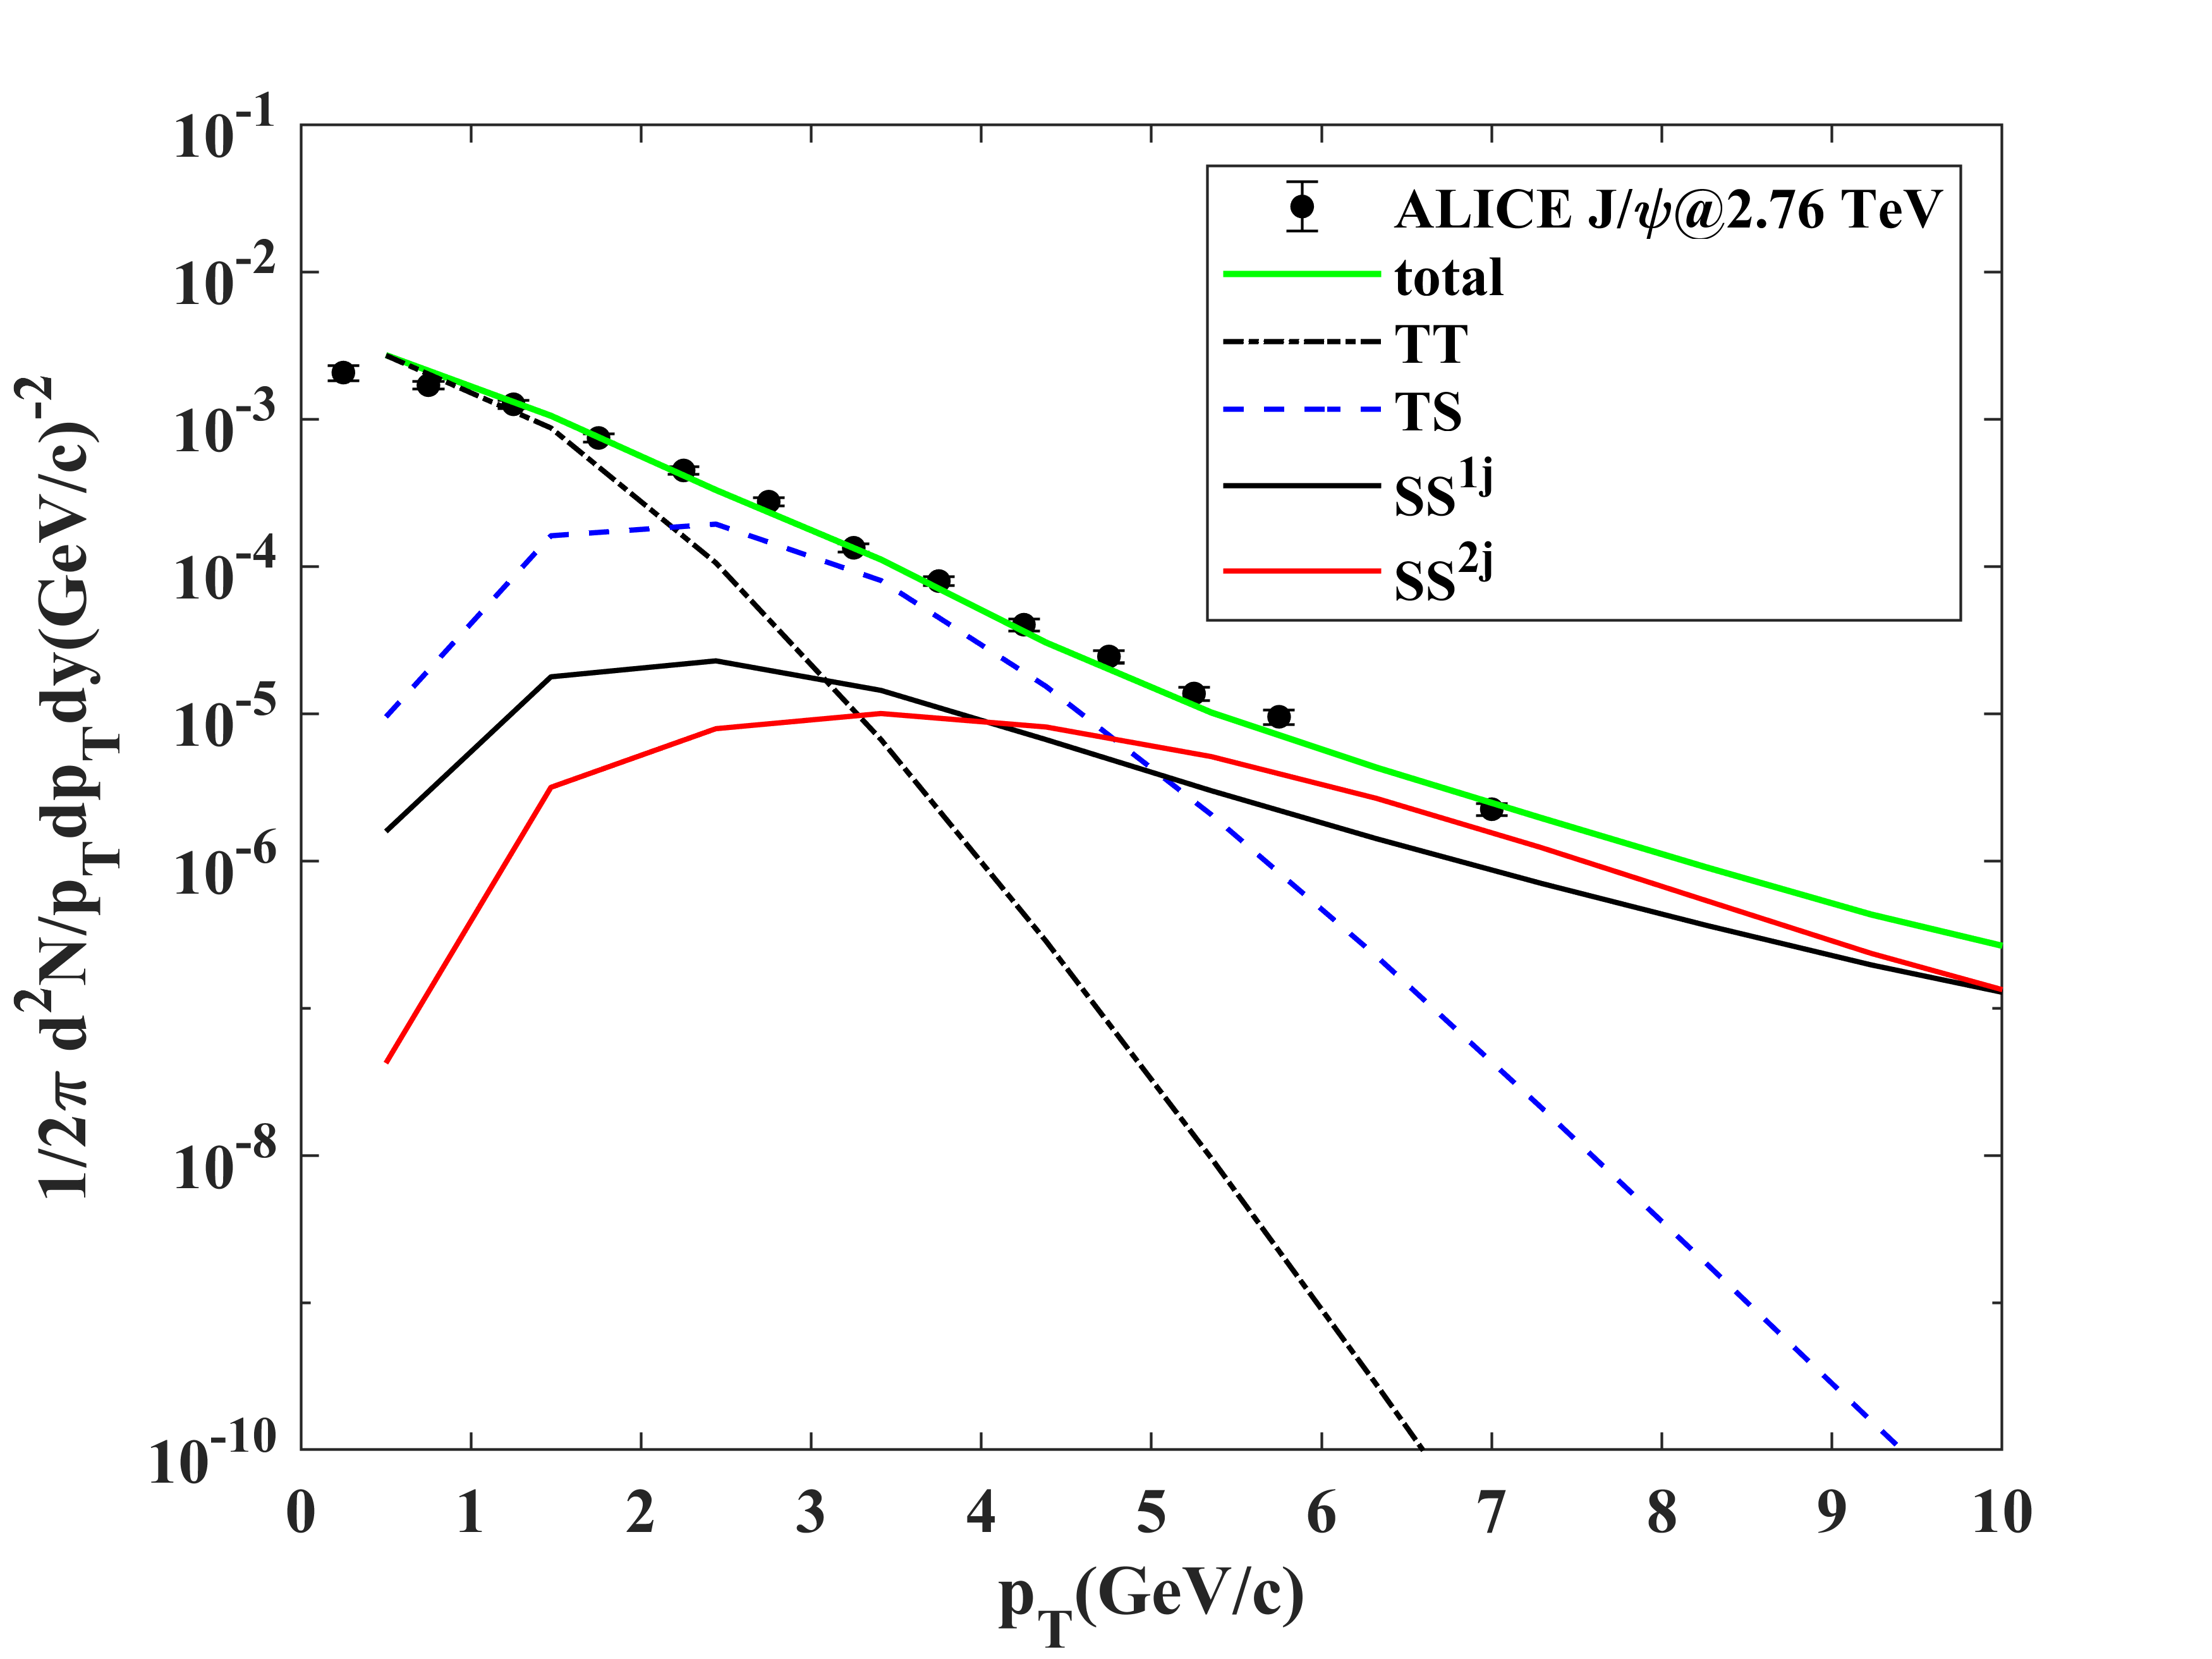 10^-1
10^-2
10^-3
10^-4
10^-5
10^-6
10^-8
10^-10
1//2π d^2N//p_T dp_T dy(GeV//c)^-2
ALICE J/ψ@2.76 TeV
total
TT
TS
SS^1j
SS^2j
0 1 2 3 4 5 6 7 8 9 10
p_T(GeV/c)